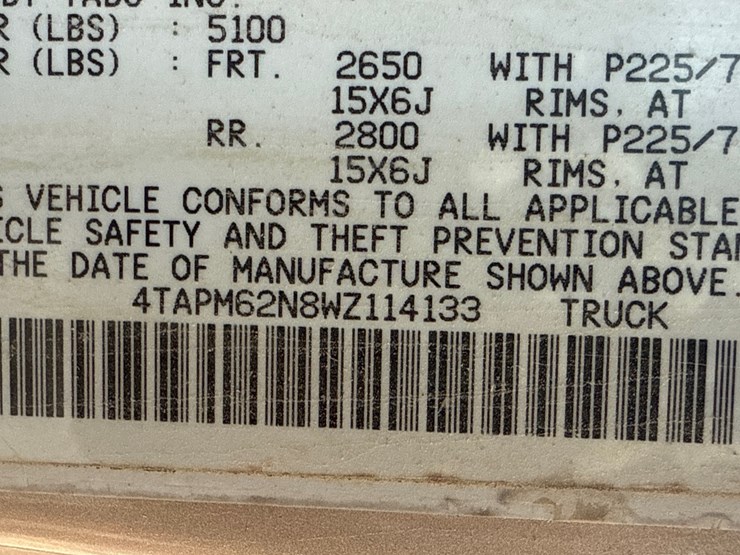 R (LBS) : 5100
R (LBS) : FRT. 2650 WITH P225/7
15X6J RIMS, AT
RR. 2800 WITH P225/7
15X6J RIMS, AT
VEHICLE CONFORMS TO ALL APPLICABLE
ICLE SAFETY AND THEFT PREVENTION STA
THE DATE OF MANUFACTURE SHOWN ABOVE.
4TAPM62N8WZ114133 TRUCK